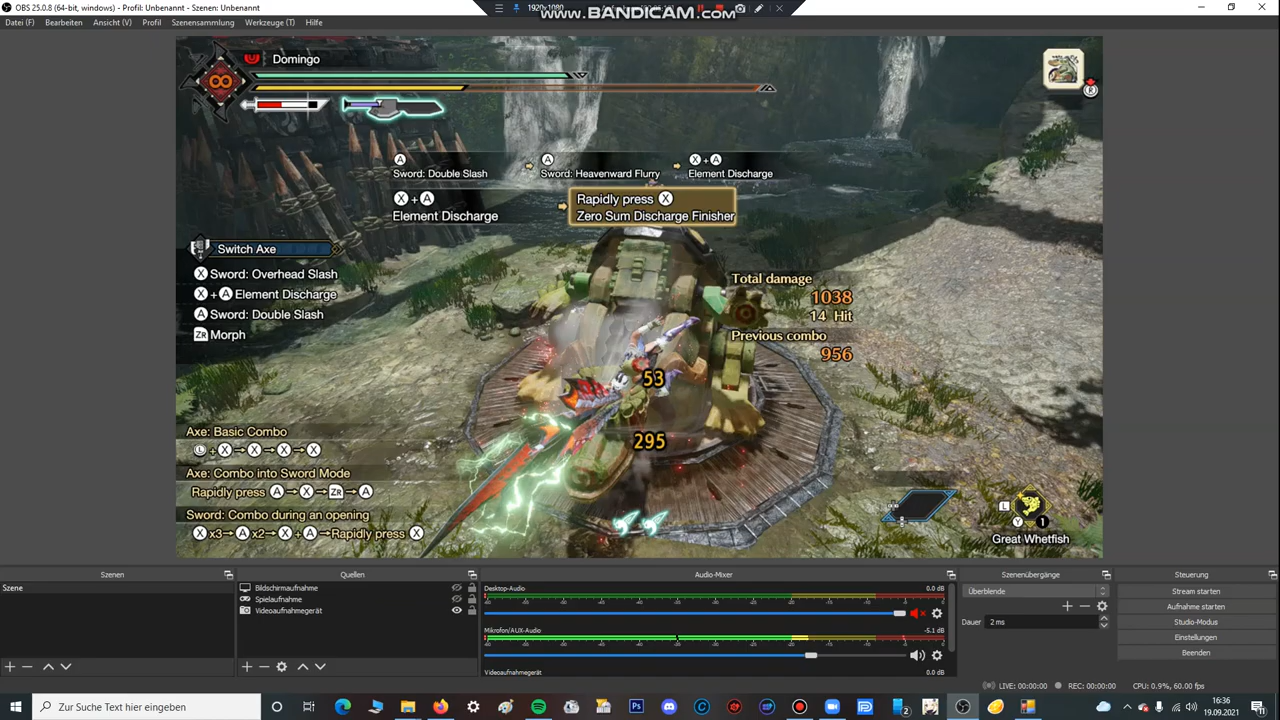 OBS 25.0.8 (64-bit, windows) - Profil: Unbenannt - Szenen: Unbenannt
1920x1080
www.BANDICAM.com
Datei (F) Bearbeiten Ansicht (V) Profil Szenensammlung Werkzeuge (T) Hilfe
Domingo
A A X + A
Sword: Double Slash Sword: Heavenward Flurry Element Discharge
X + A Rapidly press X
Element Discharge Zero Sum Discharge Finisher
Switch Axe
X Sword: Overhead Slash
X + A Element Discharge
A Sword: Double Slash
ZR Morph
Total damage
1038
14 Hit
Previous combo
956
53
295
Axe: Basic Combo
L + X X X X
Axe: Combo into Sword Mode
Rapidly press A X ZR A
Sword: Combo during an opening
X x3 A x2 X + A Rapidly press X
L
Y 1
Great Whetfish
Szenen Quellen Audio-Mixer Szenenübergänge Steuerung
Szene
Bildschirmaufnahme
Spielaufnahme
Videoaufnahmegerät
Desktop-Audio 0.0 dB
Mikrofon/AUX-Audio -5.1 dB
Videoaufnahmegerät 0.0 dB
Überblende
Dauer 2 ms
Stream starten
Aufnahme starten
Studio-Modus
Einstellungen
Beenden
LIVE: 00:00:00 REC: 00:00:00 CPU: 0.9%, 60.00 fps
Zur Suche Text hier eingeben
16:36
19.09.2021